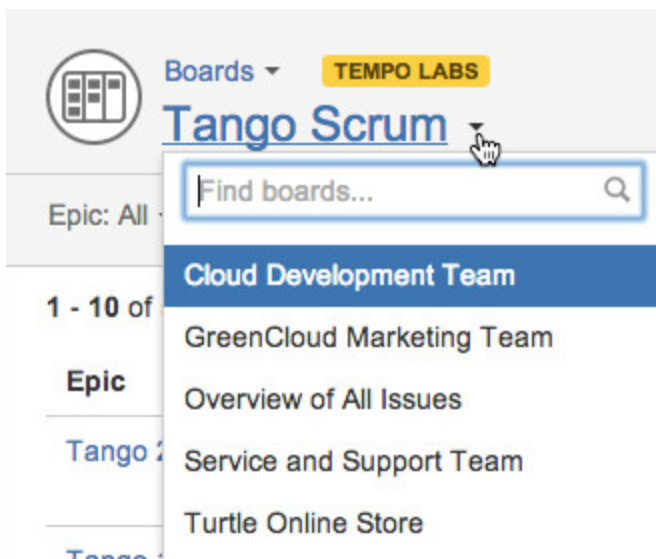 Boards
TEMPO LABS
Tango Scrum
Find boards...
Epic: All
Cloud Development Team
1 - 10 of
GreenCloud Marketing Team
Epic
Overview of All Issues
Tango 2
Service and Support Team
Turtle Online Store
Tango